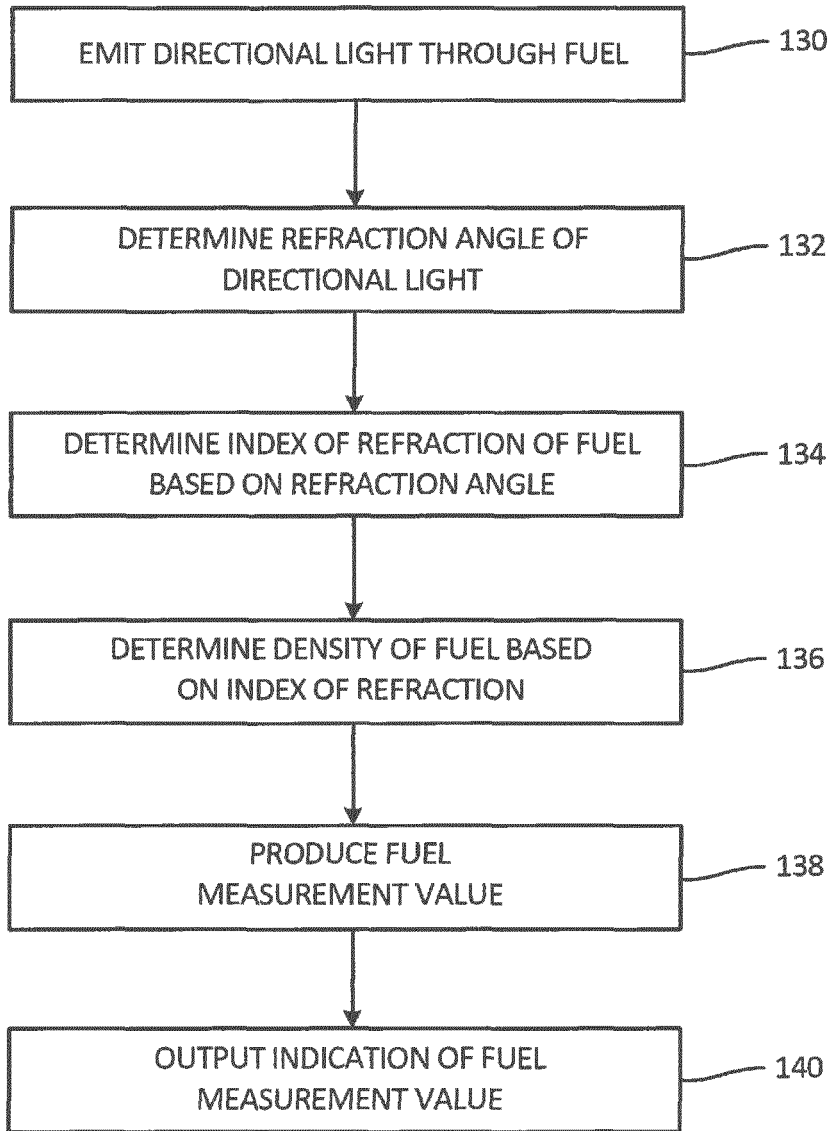 EMIT DIRECTIONAL LIGHT THROUGH FUEL
130
DETERMINE REFRACTION ANGLE OF
DIRECTIONAL LIGHT
132
DETERMINE INDEX OF REFRACTION OF FUEL
BASED ON REFRACTION ANGLE
134
DETERMINE DENSITY OF FUEL BASED
ON INDEX OF REFRACTION
136
PRODUCE FUEL
MEASUREMENT VALUE
138
OUTPUT INDICATION OF FUEL
MEASUREMENT VALUE
140